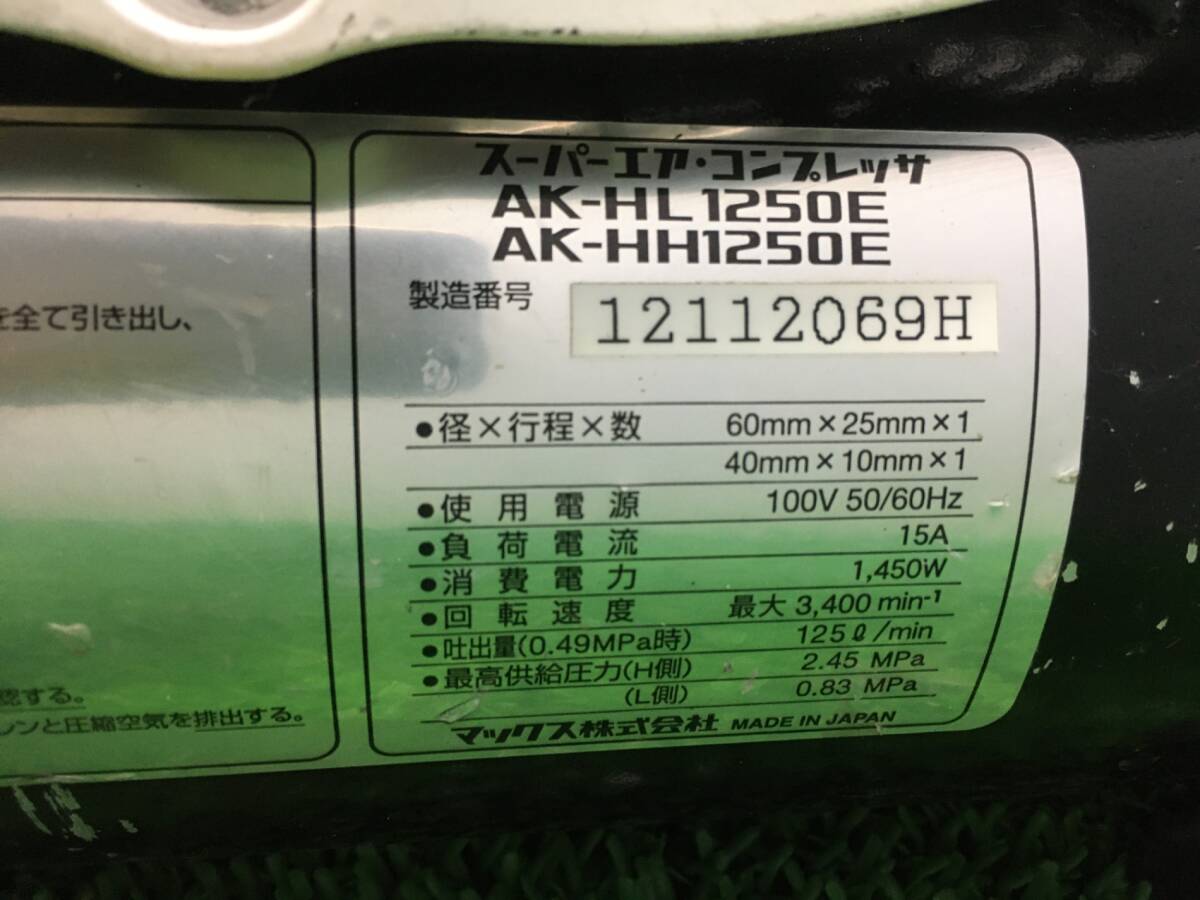 を全て引き出し、
認する。
レンと圧縮空気を排出する。
スーパーエア・コンプレッサ
AK-HL1250E
AK-HH1250E
製造番号 12112069H
●径×行程×数 60mm×25mm×1
40mm×10mm×1
●使用電源 100V 50/60Hz
●負荷電流 15A
●消費電力 1,450W
●回転速度 最大 3,400 min⁻¹
●吐出量(0.49MPa時) 125ℓ/min
●最高供給圧力(H側) 2.45 MPa
(L側) 0.83 MPa
マックス株式会社 MADE IN JAPAN